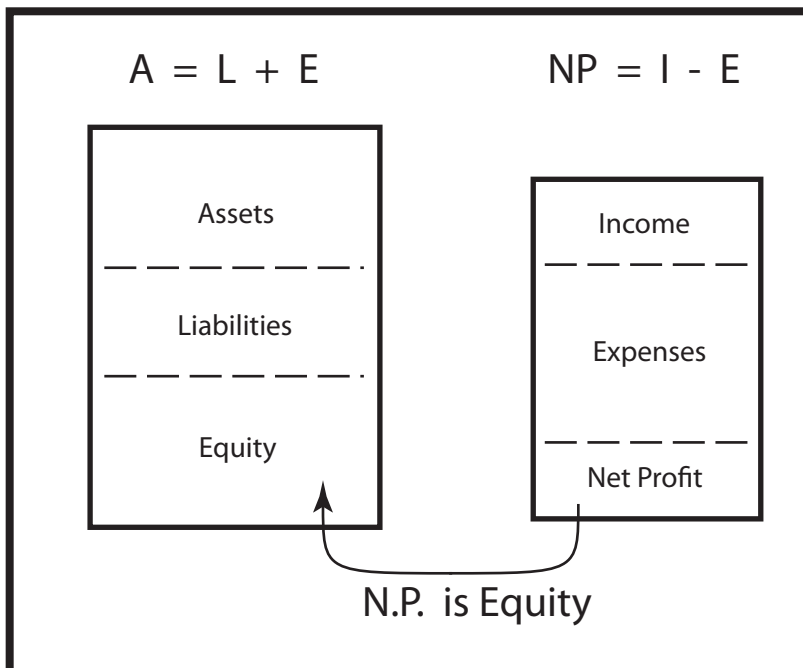 A = L + E
NP = I - E
Assets
Liabilities
Equity
Income
Expenses
Net Profit
N.P. is Equity